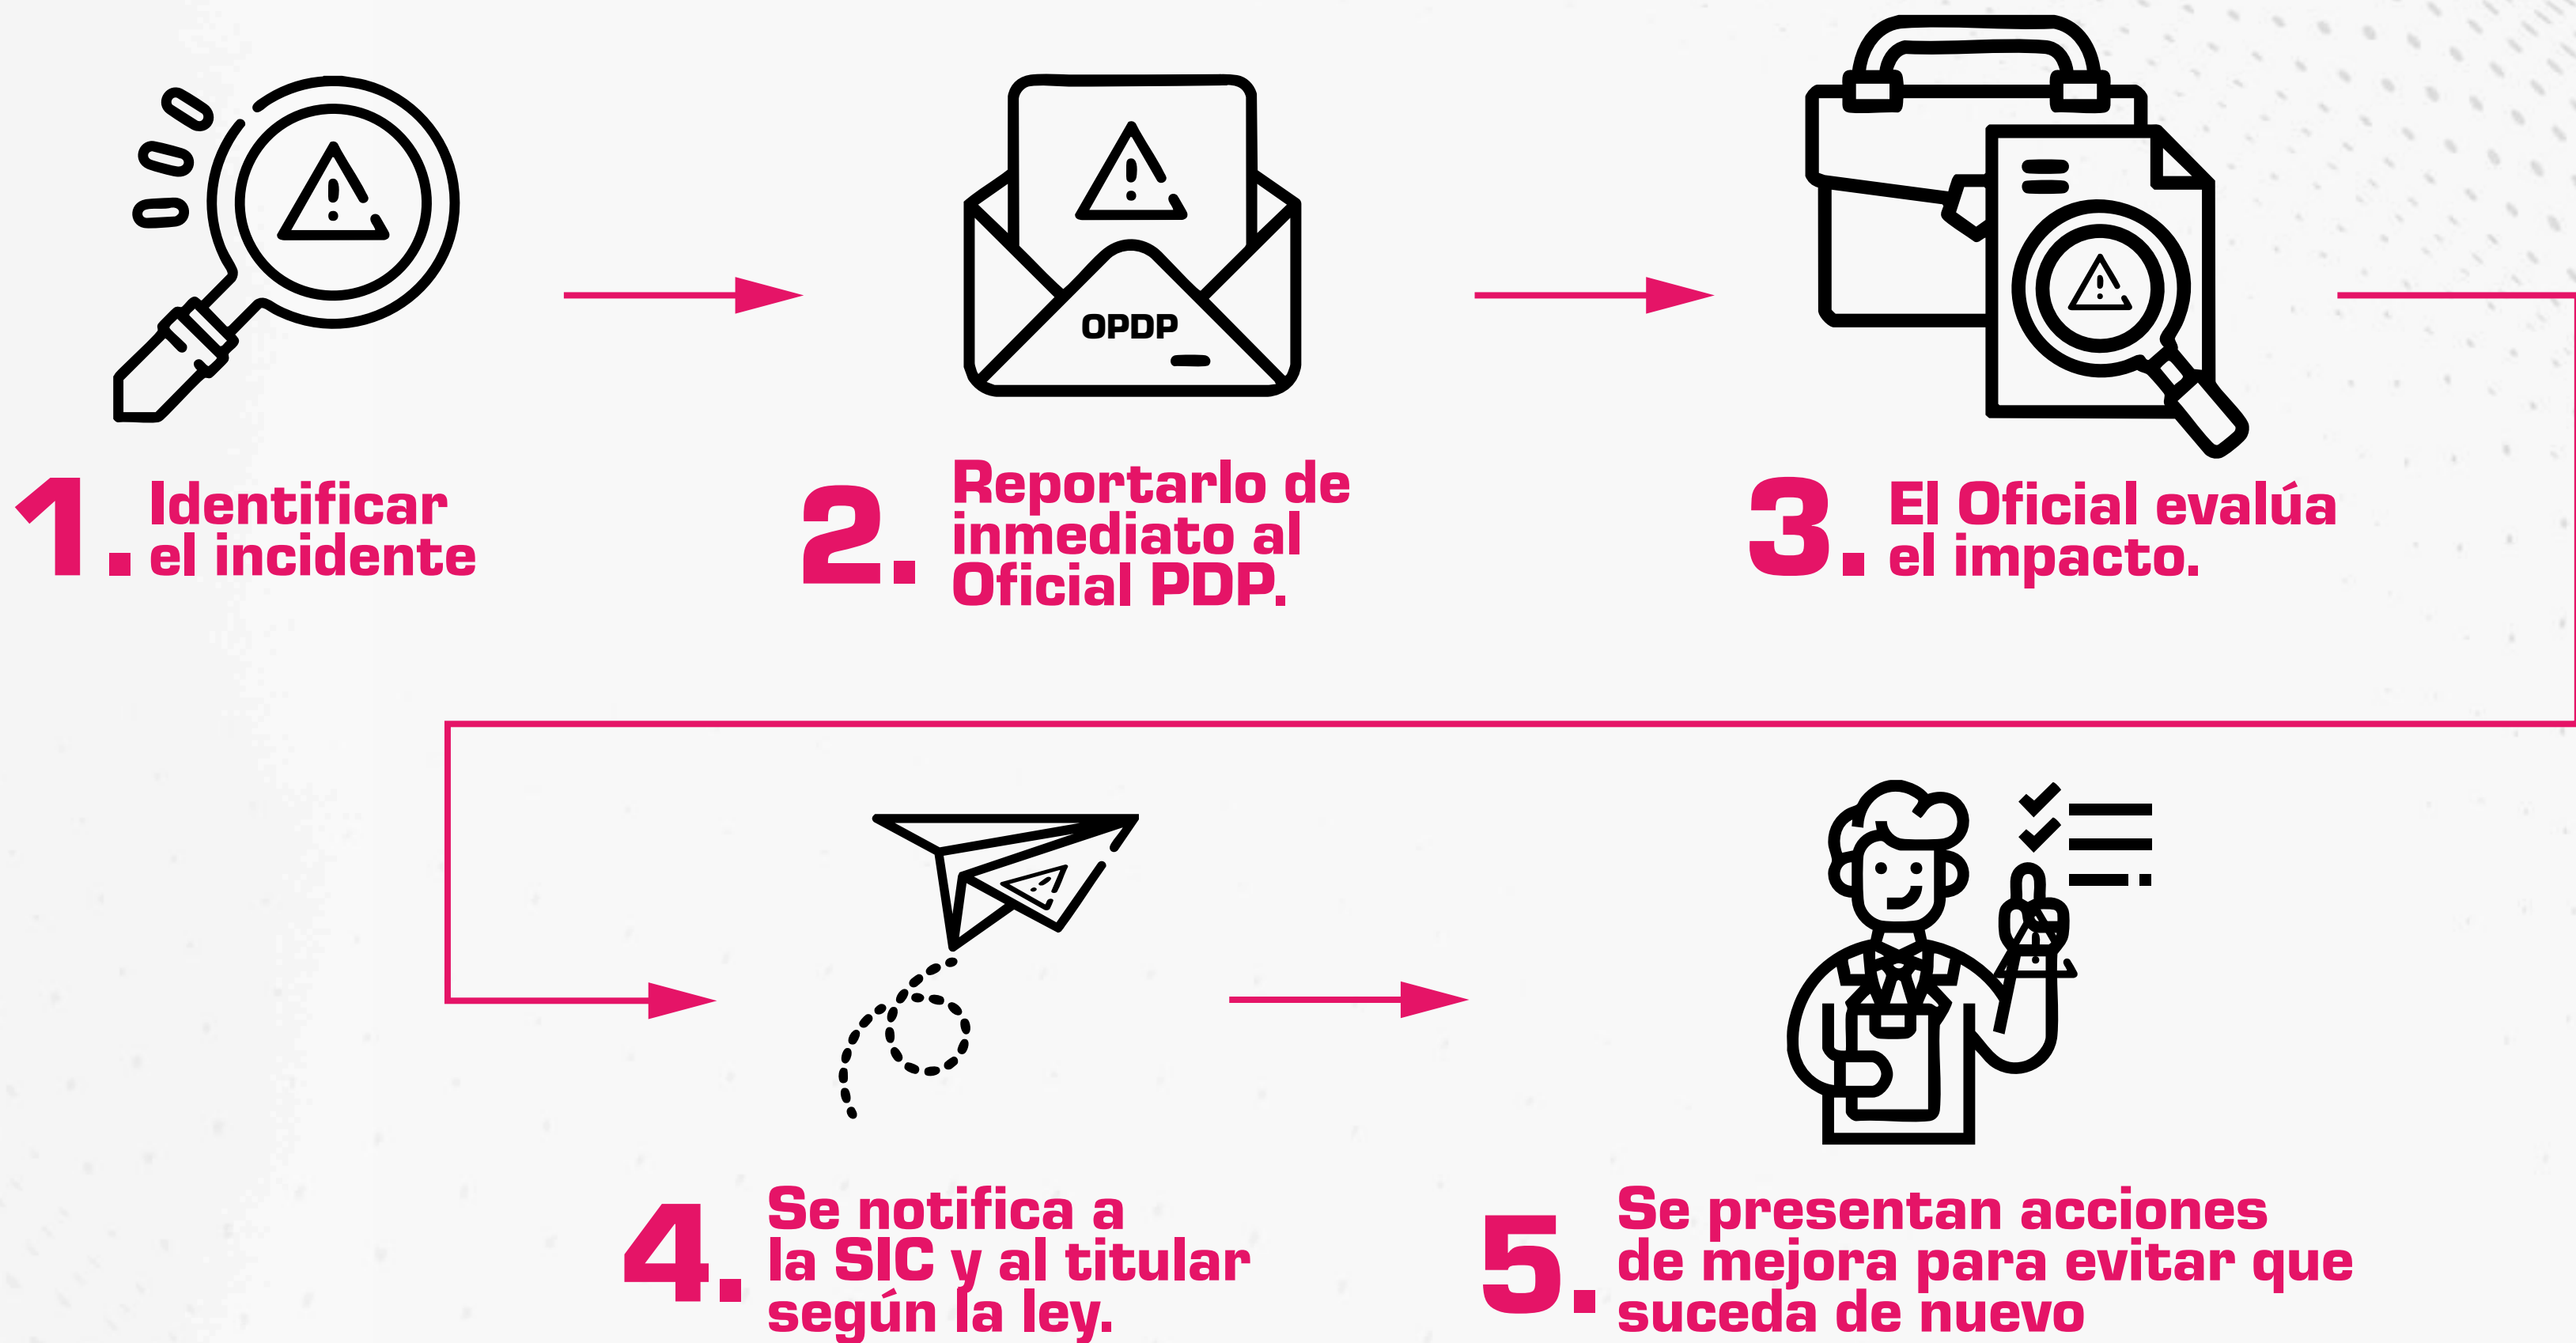 OPDP
1. Identificar
el incidente
2. Reportarlo de
inmediato al
Oficial PDP.
3. El Oficial evalúa
el impacto.
4. Se notifica a
la SIC y al titular
según la ley.
5. Se presentan acciones
de mejora para evitar que
suceda de nuevo